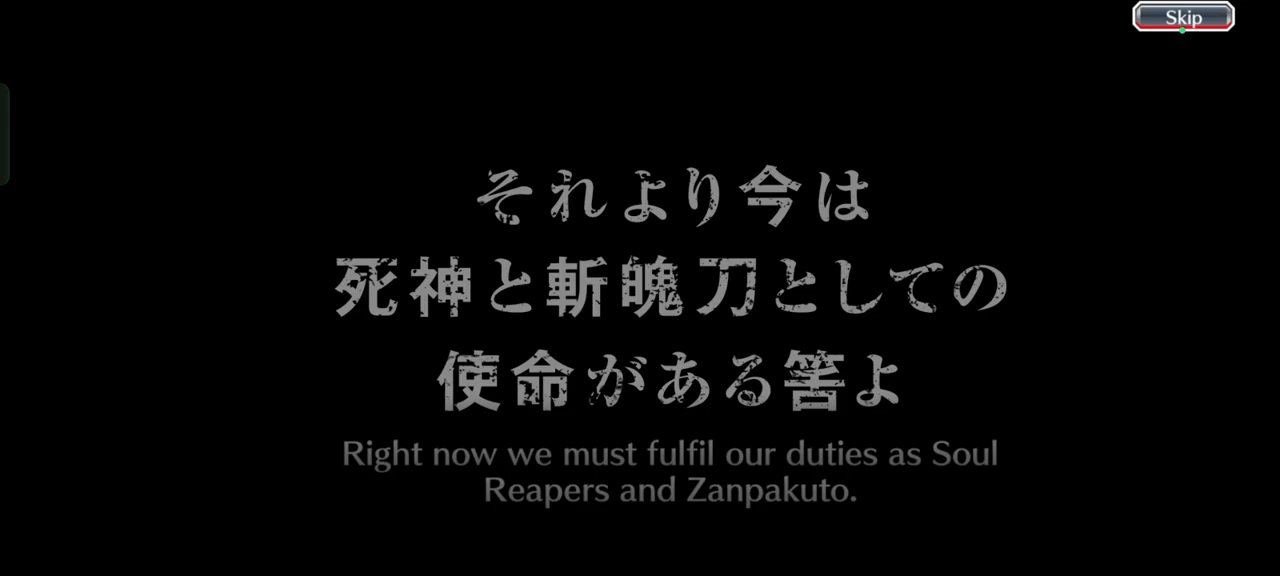 Skip
それより今は
死神と斬魄刀としての
使命がある筈よ
Right now we must fulfil our duties as Soul
Reapers and Zanpakuto.